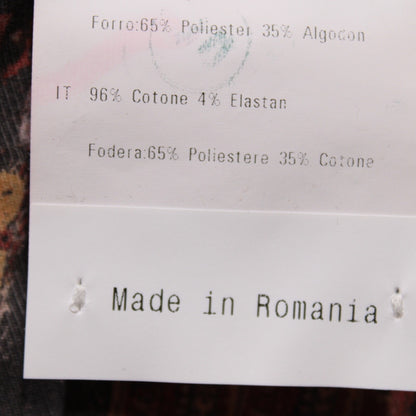 Forro:65% Poliester 35% Algodon
IT 96% Cotone 4% Elastan
Fodera:65% Poliestere 35% Cotone
Made in Romania